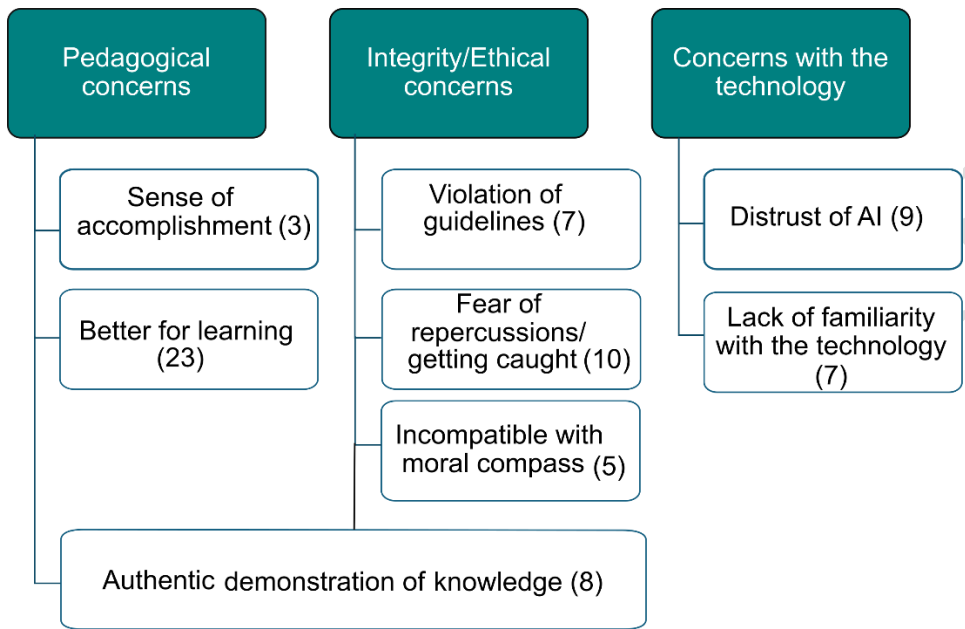 Pedagogical
concerns
Integrity/Ethical
concerns
Concerns with the
technology
Sense of
accomplishment (3)
Better for learning
(23)
Violation of
guidelines (7)
Fear of
repercussions/
getting caught (10)
Incompatible with
moral compass (5)
Authentic demonstration of knowledge (8)
Distrust of AI (9)
Lack of familiarity
with the technology
(7)